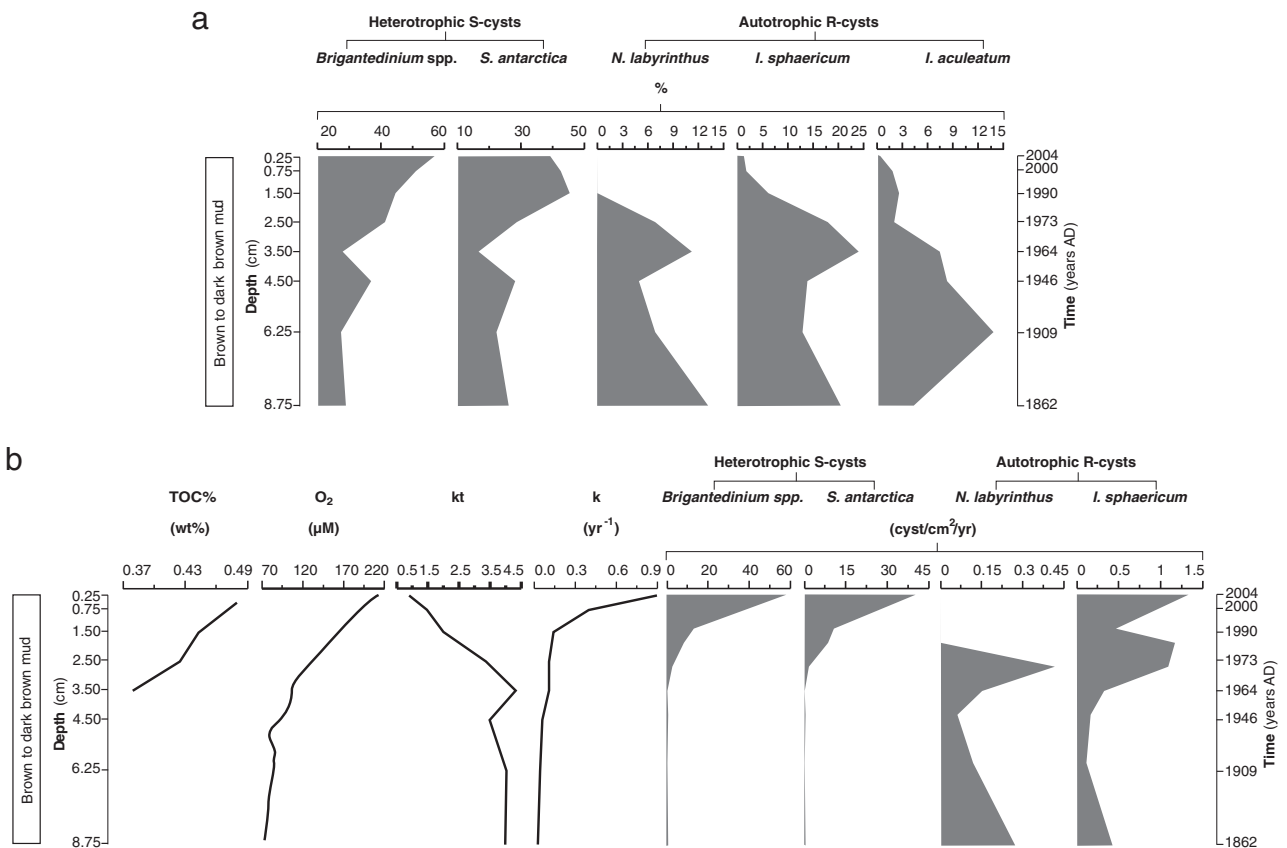 a
Heterotrophic S-cysts Autotrophic R-cysts
Brigantedinium spp. S. antarctica N. labyrinthus I. sphaericum I. aculeatum
%
20 40 60 10 30 50 0 3 6 9 12 15 0 5 10 15 20 25 0 3 6 9 12 15
Brown to dark brown mud
Depth (cm)
0.25 2004
0.75 2000
1.50 1990
2.50 1973
3.50 1964
4.50 1946
6.25 1909
8.75 1862
Time (years AD)
b
Heterotrophic S-cysts Autotrophic R-cysts
TOC% O2 kt k Brigantedinium spp. S. antarctica N. labyrinthus I. sphaericum
(wt%) (µM) (yr-1) (cyst/cm2/yr)
0.37 0.43 0.49 70 120 170 220 0.5 1.5 2.5 3.5 4.5 0.0 0.3 0.6 0.9 0 20 40 60 0 15 30 45 0 0.15 0.3 0.45 0 0.5 1 1.5
Brown to dark brown mud
Depth (cm)
0.25 2004
0.75 2000
1.50 1990
2.50 1973
3.50 1964
4.50 1946
6.25 1909
8.75 1862
Time (years AD)